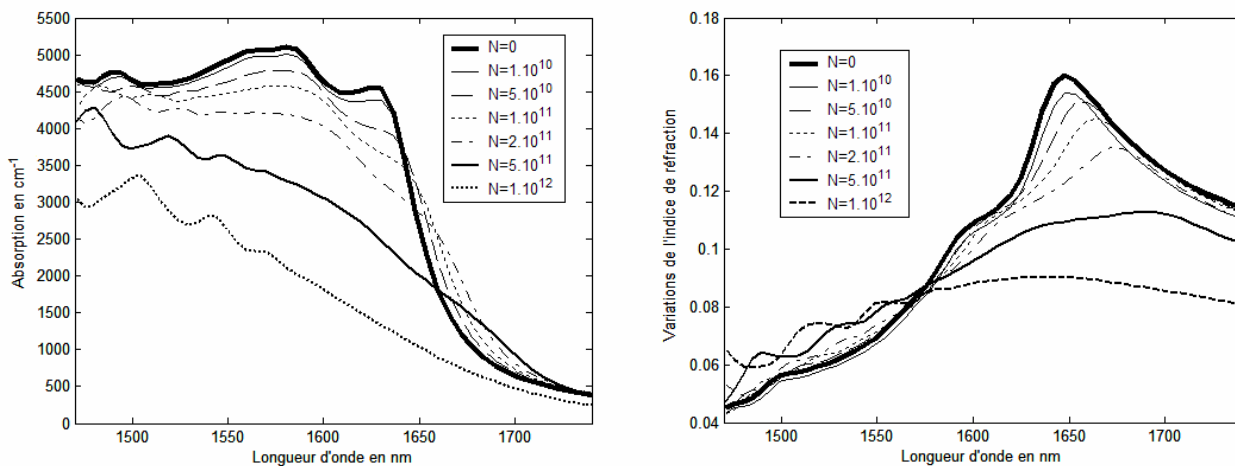 5500
5000
4500
4000
3500
3000
2500
2000
1500
1000
500
0
Absorption en cm-1
1500
1550
1600
1650
1700
Longueur d'onde en nm
N=0
N=1.10^10
N=5.10^10
N=1.10^11
N=2.10^11
N=5.10^11
N=1.10^12
0.18
0.16
0.14
0.12
0.1
0.08
0.06
0.04
Variations de l'indice de réfraction
1500
1550
1600
1650
1700
Longueur d'onde en nm
N=0
N=1.10^10
N=5.10^10
N=1.10^11
N=2.10^11
N=5.10^11
N=1.10^12